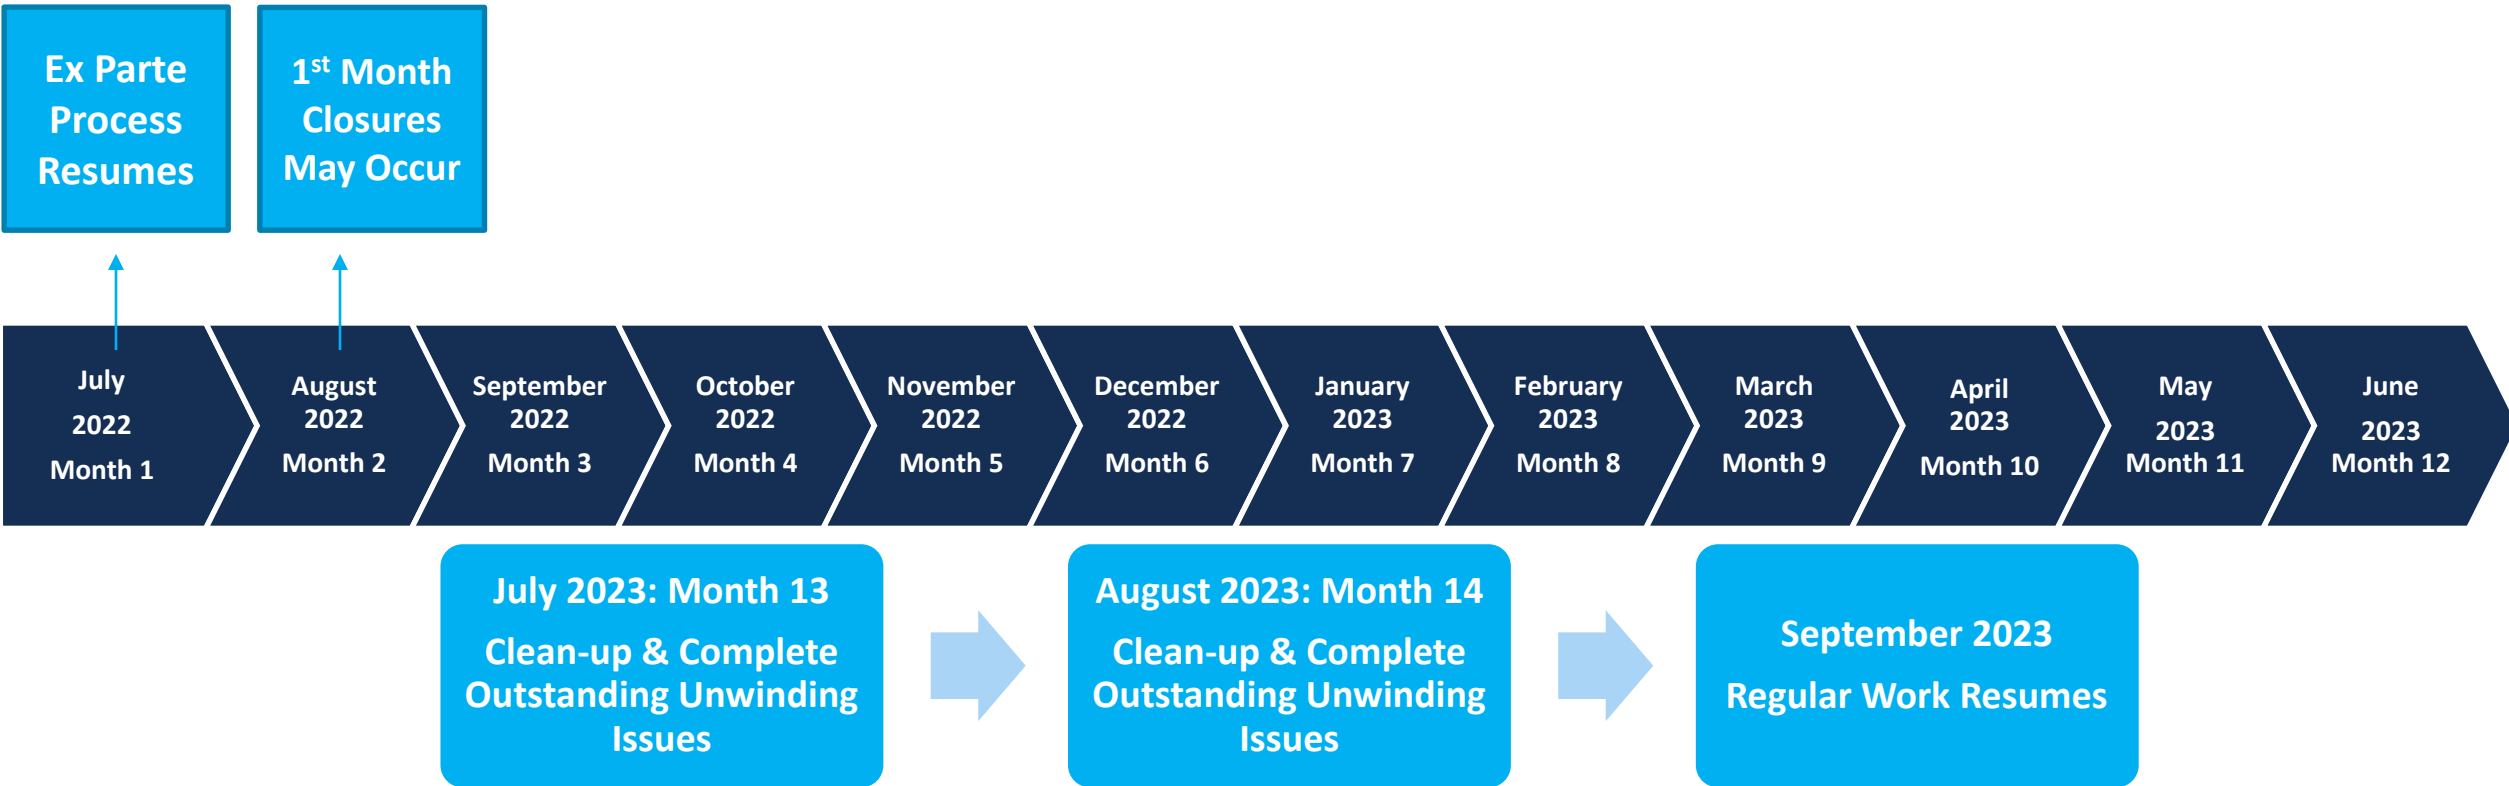 Ex Parte
Process
Resumes
1st Month
Closures
May Occur
July
2022
Month 1
August
2022
Month 2
September
2022
Month 3
October
2022
Month 4
November
2022
Month 5
December
2022
Month 6
January
2023
Month 7
February
2023
Month 8
March
2023
Month 9
April
2023
Month 10
May
2023
Month 11
June
2023
Month 12
July 2023: Month 13
Clean-up & Complete
Outstanding Unwinding
Issues
August 2023: Month 14
Clean-up & Complete
Outstanding Unwinding
Issues
September 2023
Regular Work Resumes